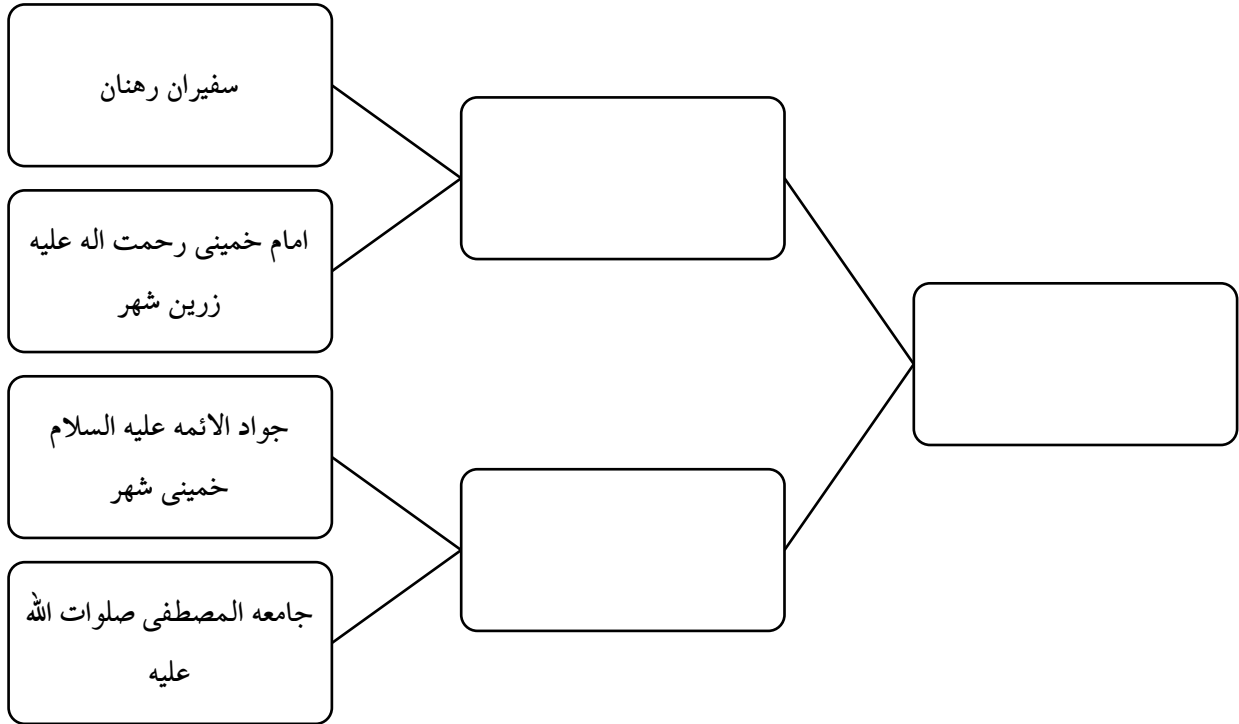 سفیران رهنان
امام خمینی رحمت اله علیه
زرین شهر
جواد الائمه علیه السلام
خمینی شهر
جامعه المصطفی صلوات الله
علیه